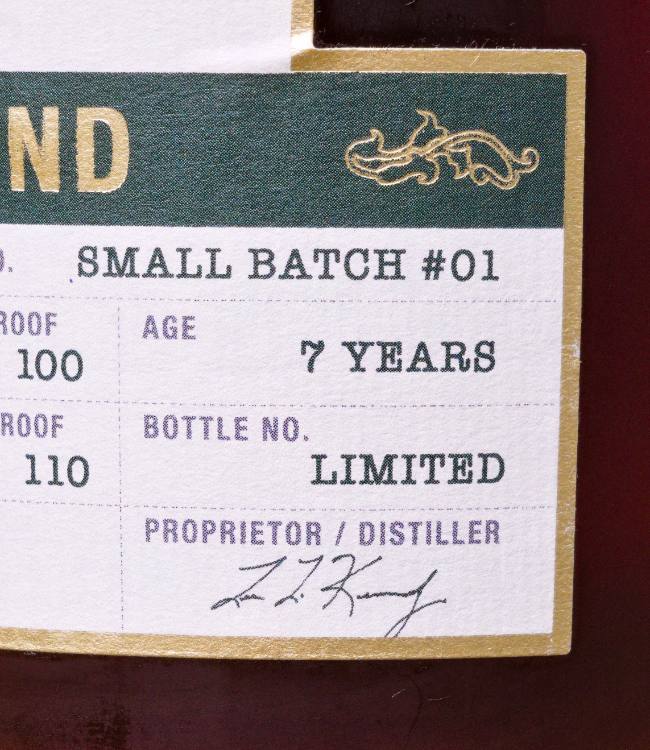 ND
O. SMALL BATCH #01
ROOF AGE
100 7 YEARS
ROOF BOTTLE NO.
110 LIMITED
PROPRIETOR / DISTILLER